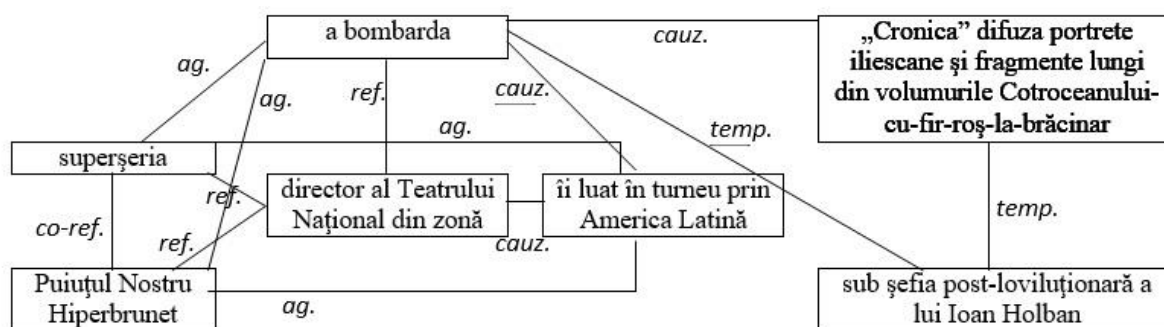 a bombarda
cauz.
„Cronica” difuza portrete
iliescane şi fragmente lungi
din volumurile Cotroceanului-
cu-fir-roş-la-brăcinar
ag.
ag.
ref.
cauz.
ag.
temp.
superşeria
ref.
director al Teatrului
Naţional din zonă
îi luat în turneu prin
America Latină
co-ref.
ref.
cauz.
temp.
Puiuţul Nostru
Hiperbrunet
ag.
sub şefia post-loviluţionară a
lui Ioan Holban